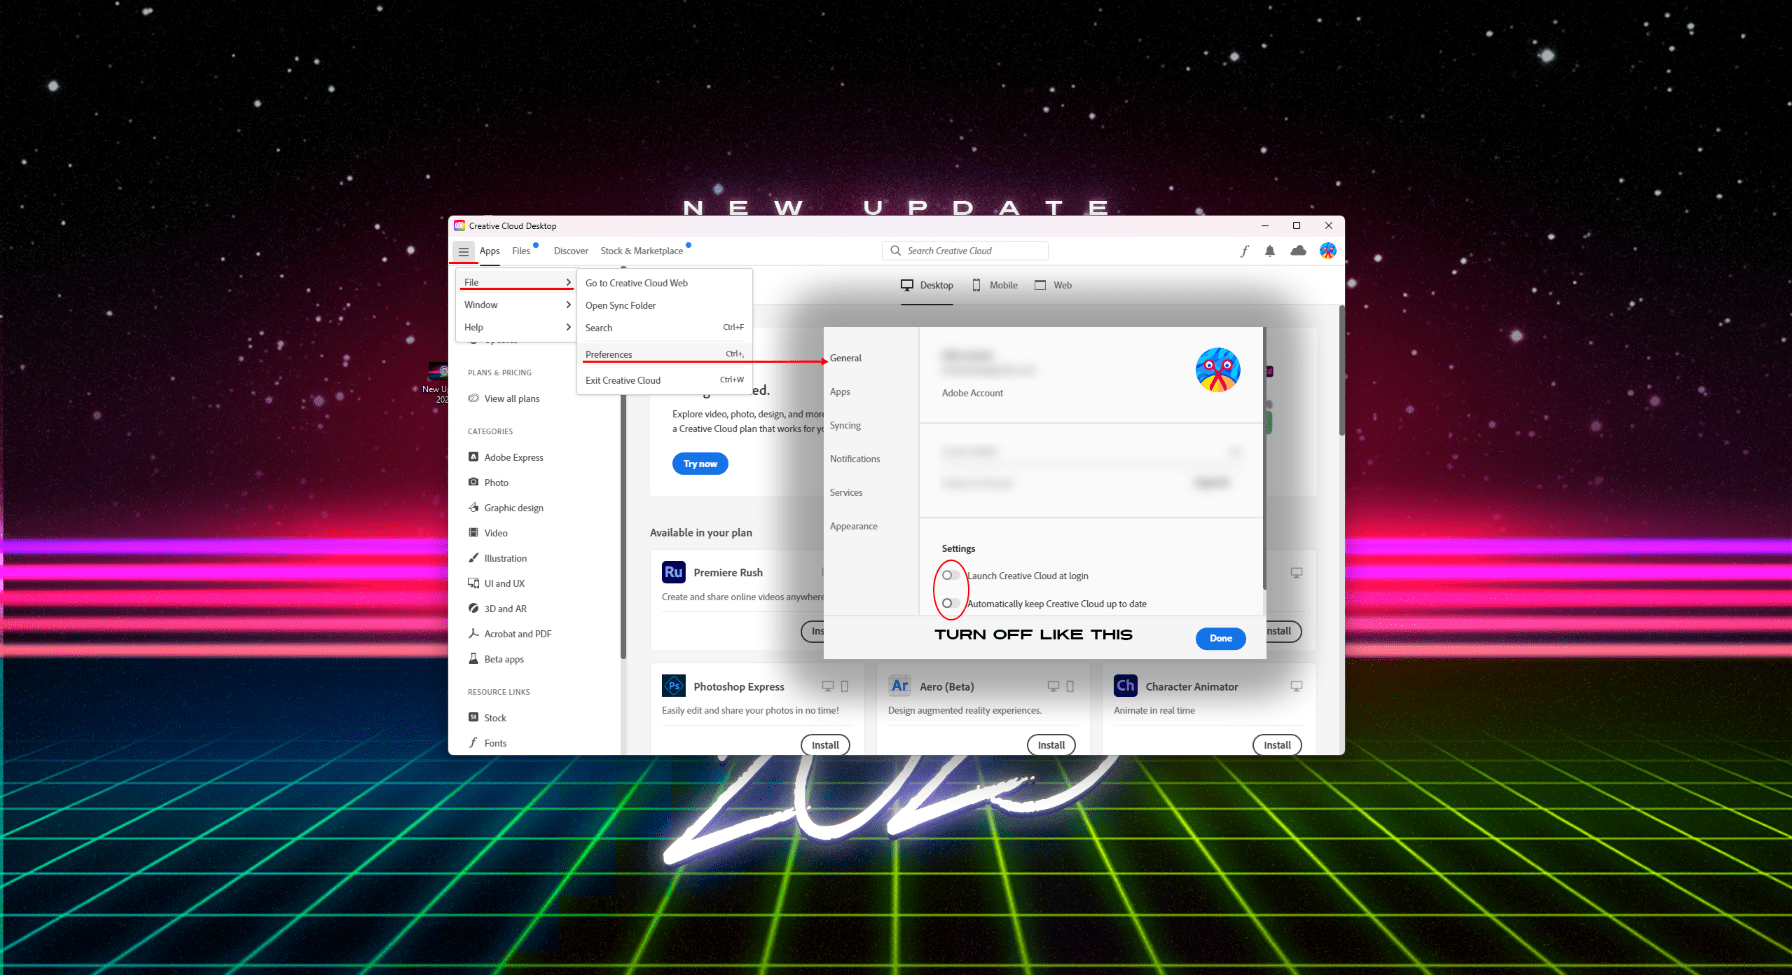 NEW UPDATE
Creative Cloud Desktop
Apps
Files
Discover
Stock & Marketplace
Search Creative Cloud
File
Window
Help
Go to Creative Cloud Web
Open Sync Folder
Search Ctrl+F
Preferences Ctrl+,
Exit Creative Cloud Ctrl+W
Desktop
Mobile
Web
New U
202
PLANS & PRICING
View all plans
CATEGORIES
Adobe Express
Photo
Graphic design
Video
Illustration
UI and UX
3D and AR
Acrobat and PDF
Beta apps
RESOURCE LINKS
St Stock
Fonts
ed.
Explore video, photo, design, and more
a Creative Cloud plan that works for yo
Try now
Available in your plan
Ru Premiere Rush
Create and share online videos anywhere
Ins
General
Apps
Syncing
Notifications
Services
Appearance
Adobe Account
Settings
Launch Creative Cloud at login
Automatically keep Creative Cloud up to date
TURN OFF LIKE THIS
Done
nstall
Ps Photoshop Express
Easily edit and share your photos in no time!
Install
Ar Aero (Beta)
Design augmented reality experiences.
Install
Ch Character Animator
Animate in real time
Install